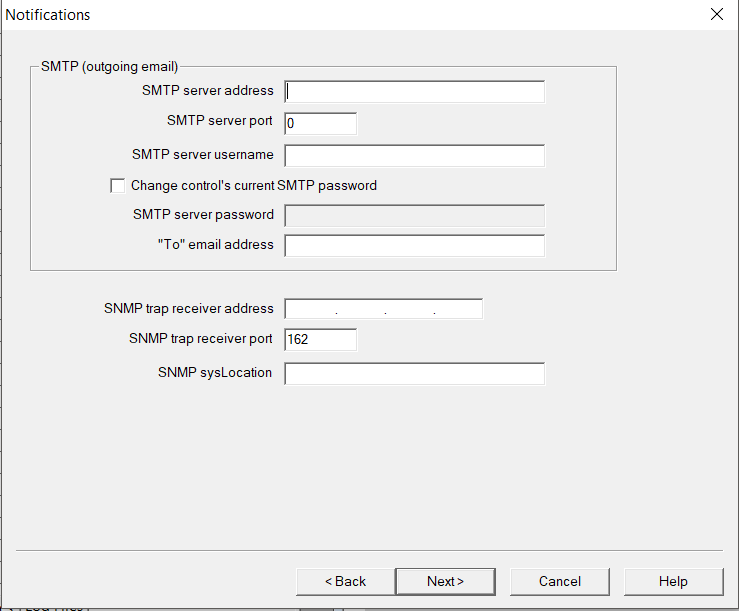 Notifications
SMTP (outgoing email)
SMTP server address
SMTP server port 0
SMTP server username
Change control's current SMTP password
SMTP server password
"To" email address
SNMP trap receiver address . . .
SNMP trap receiver port 162
SNMP sysLocation
< Back Next > Cancel Help